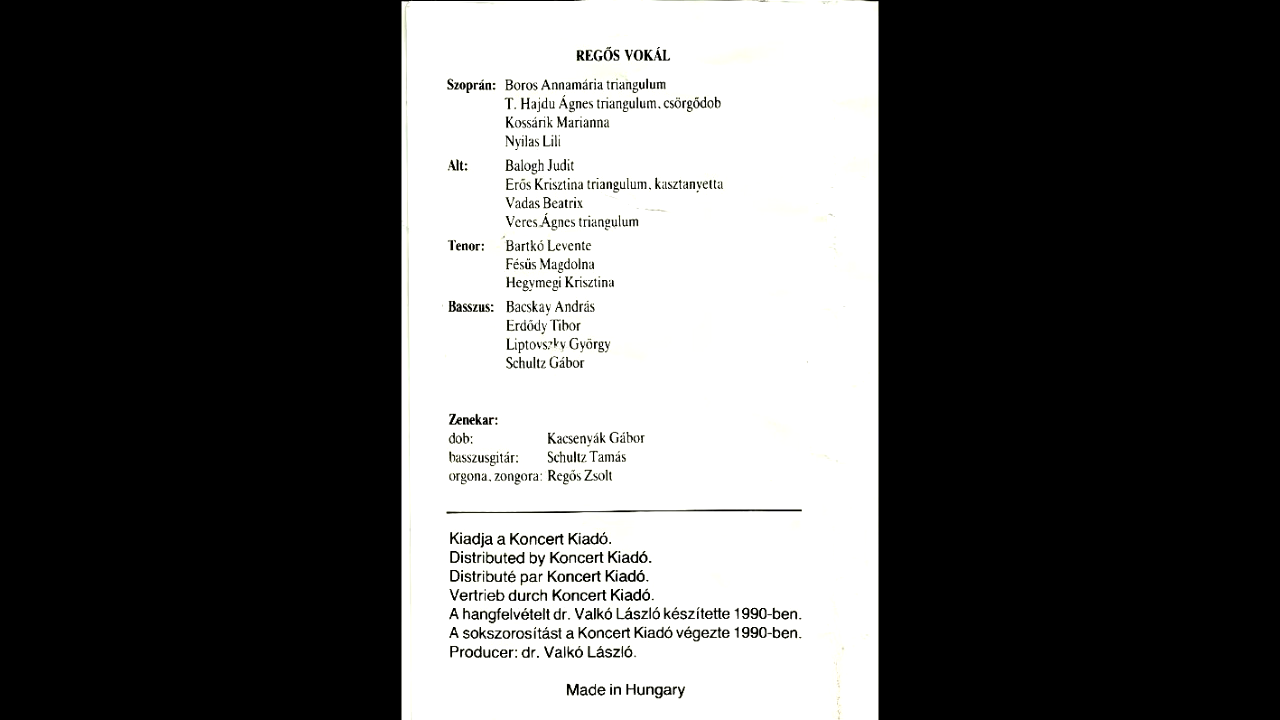 REGŐS VOKÁL
Szoprán: Boros Annamária triangulum
T. Hajdu Ágnes triangulum, csörgődob
Kossárik Marianna
Nyilas Lili
Alt: Balogh Judit
Erős Krisztina triangulum, kasztanyetta
Vadas Beatrix
Veres Ágnes triangulum
Tenor: Bartkó Levente
Fésüs Magdolna
Hegymegi Krisztina
Basszus: Bacskay András
Erdődy Tibor
Liptovszky György
Schultz Gábor
Zenekar:
dob: Kacsenyák Gábor
basszusgitár: Schultz Tamás
orgona, zongora: Regős Zsolt
Kiadja a Koncert Kiadó.
Distributed by Koncert Kiadó.
Distributé par Koncert Kiadó.
Vertrieb durch Koncert Kiadó.
A hangfelvételt dr. Valkó László készítette 1990-ben.
A sokszorosítást a Koncert Kiadó végezte 1990-ben.
Producer: dr. Valkó László.
Made in Hungary